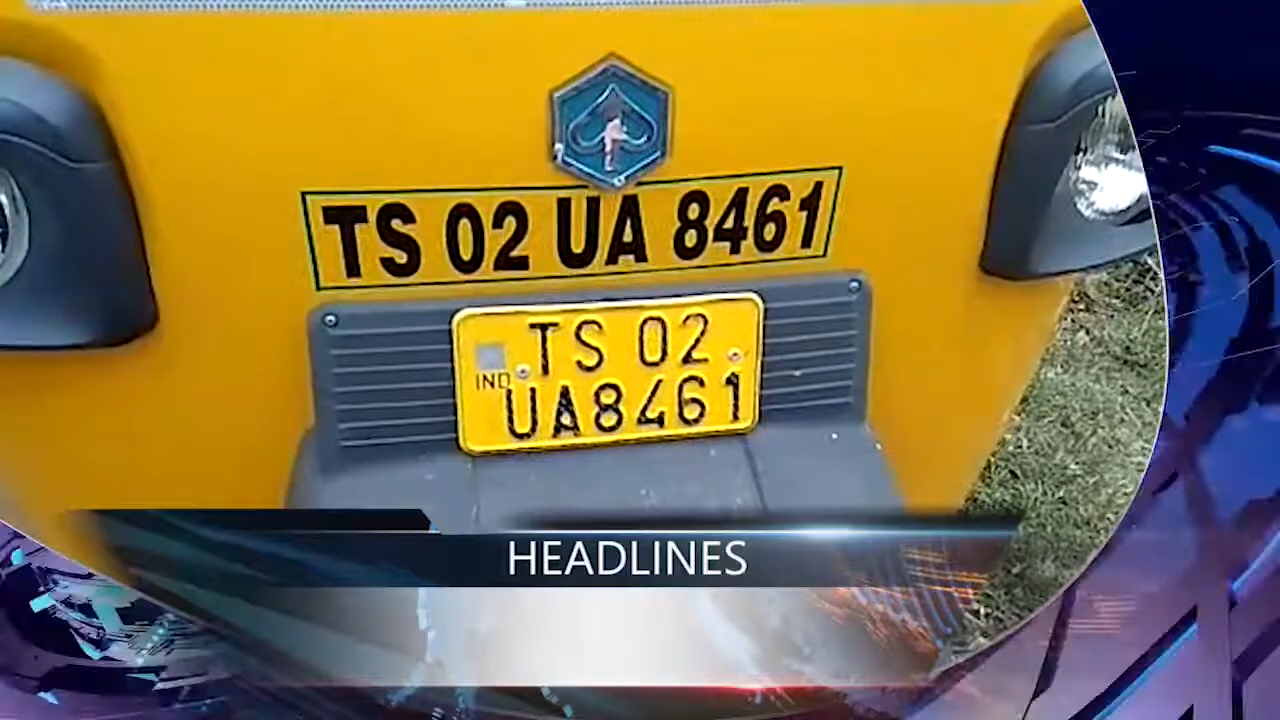 TS 02 UA 8461
TS 02
IND
UA8461
HEADLINES